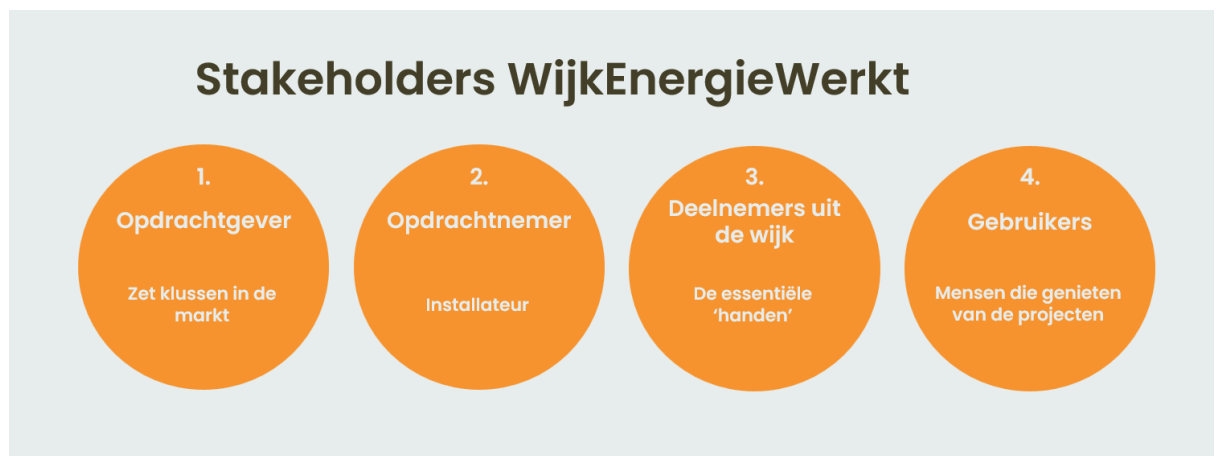 Stakeholders WijkEnergieWerkt
1.
Opdrachtgever
Zet klussen in de
markt
2.
Opdrachtnemer
Installateur
3.
Deelnemers uit
de wijk
De essentiële
‘handen’
4.
Gebruikers
Mensen die genieten
van de projecten